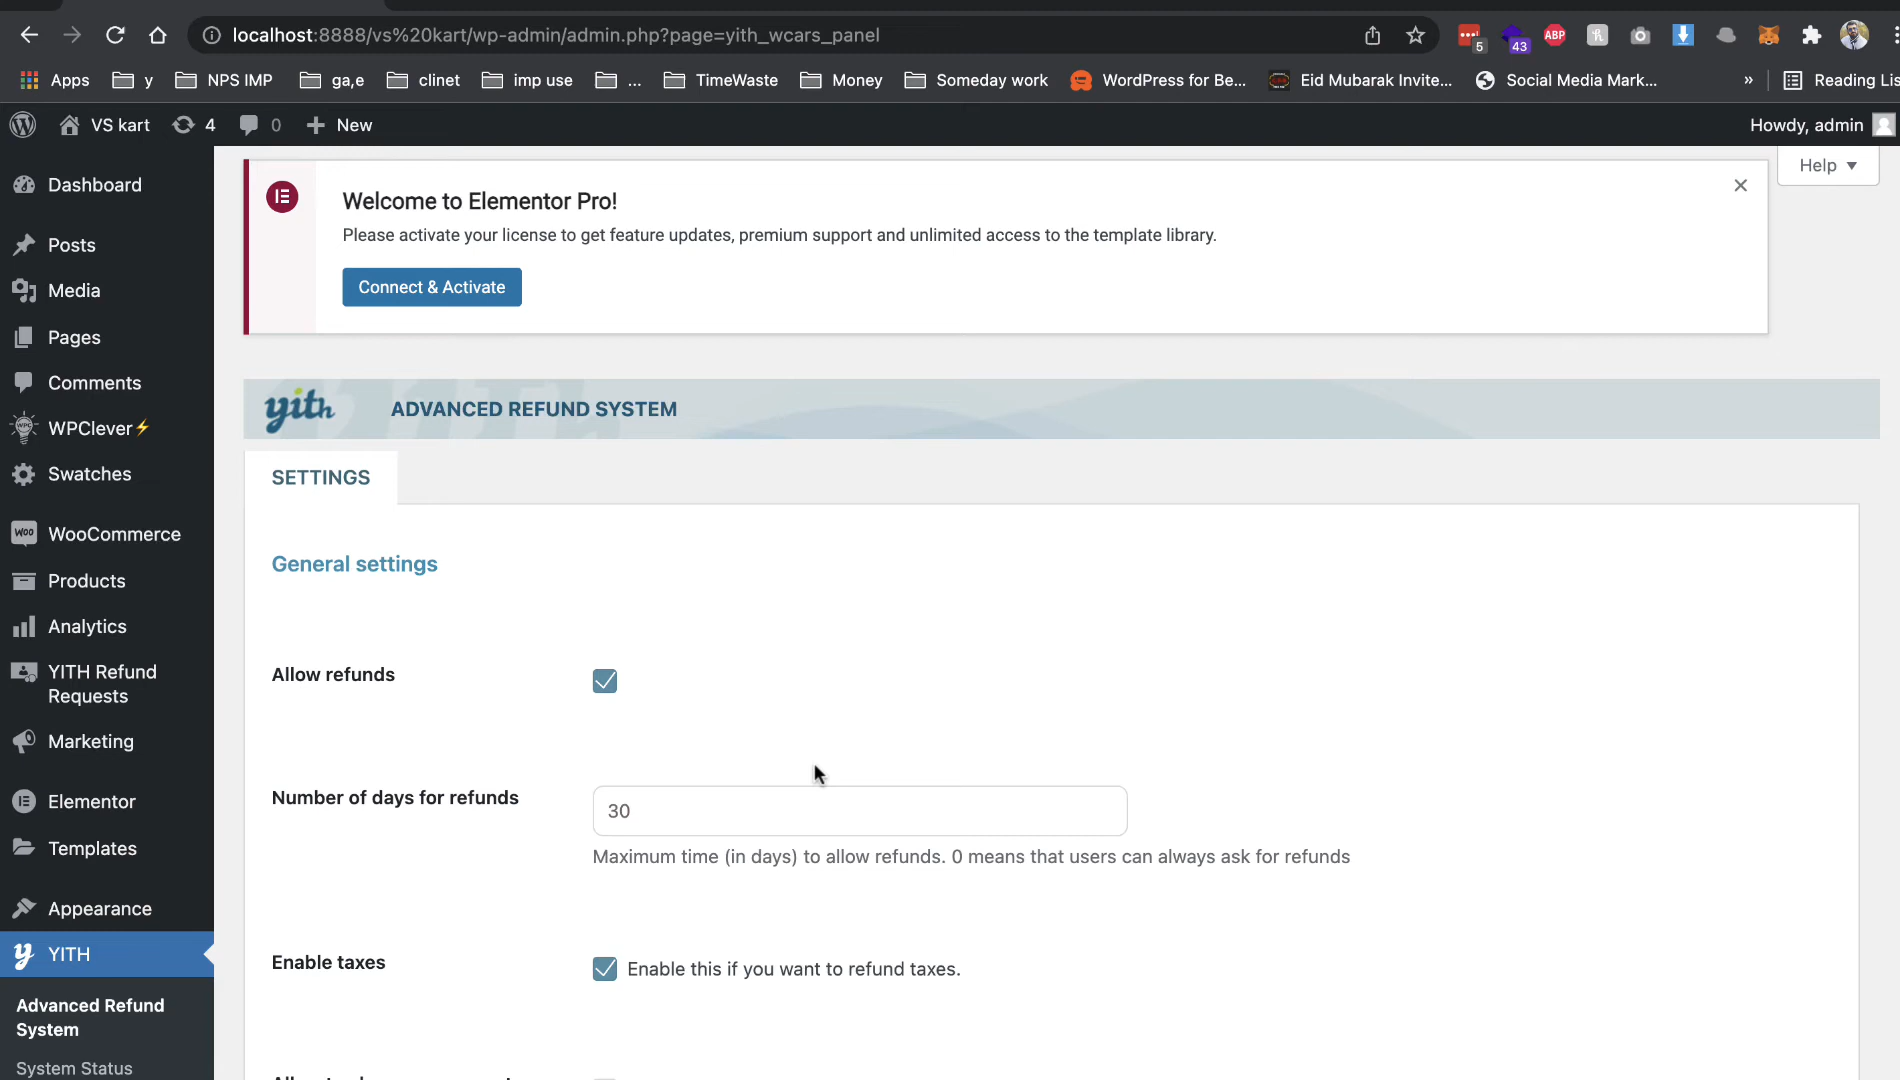 localhost:8888/vs%20kart/wp-admin/admin.php?page=yith_wcars_panel
5
43
ABP
Apps
y
NPS IMP
ga,e
clinet
imp use
...
TimeWaste
Money
Someday work
WordPress for Be...
Eid Mubarak Invite...
Social Media Mark...
»
Reading Lis
VS kart
4
0
New
Howdy, admin
Help
Dashboard
Posts
Media
Pages
Comments
WPClever⚡
Swatches
WooCommerce
Products
Analytics
YITH Refund
Requests
Marketing
Elementor
Templates
Appearance
YITH
Advanced Refund
System
System Status
Welcome to Elementor Pro!
Please activate your license to get feature updates, premium support and unlimited access to the template library.
Connect & Activate
yith
ADVANCED REFUND SYSTEM
SETTINGS
General settings
Allow refunds
Number of days for refunds
30
Maximum time (in days) to allow refunds. 0 means that users can always ask for refunds
Enable taxes
Enable this if you want to refund taxes.